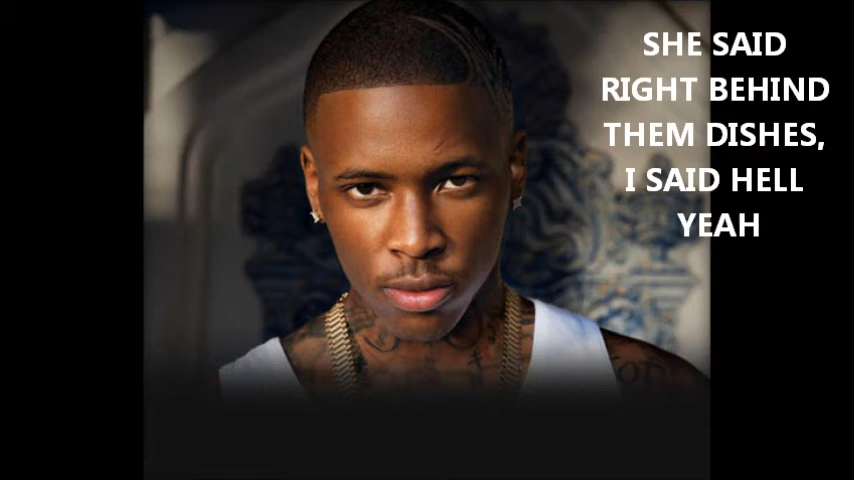 SHE SAID
RIGHT BEHIND
THEM DISHES,
I SAID HELL
YEAH